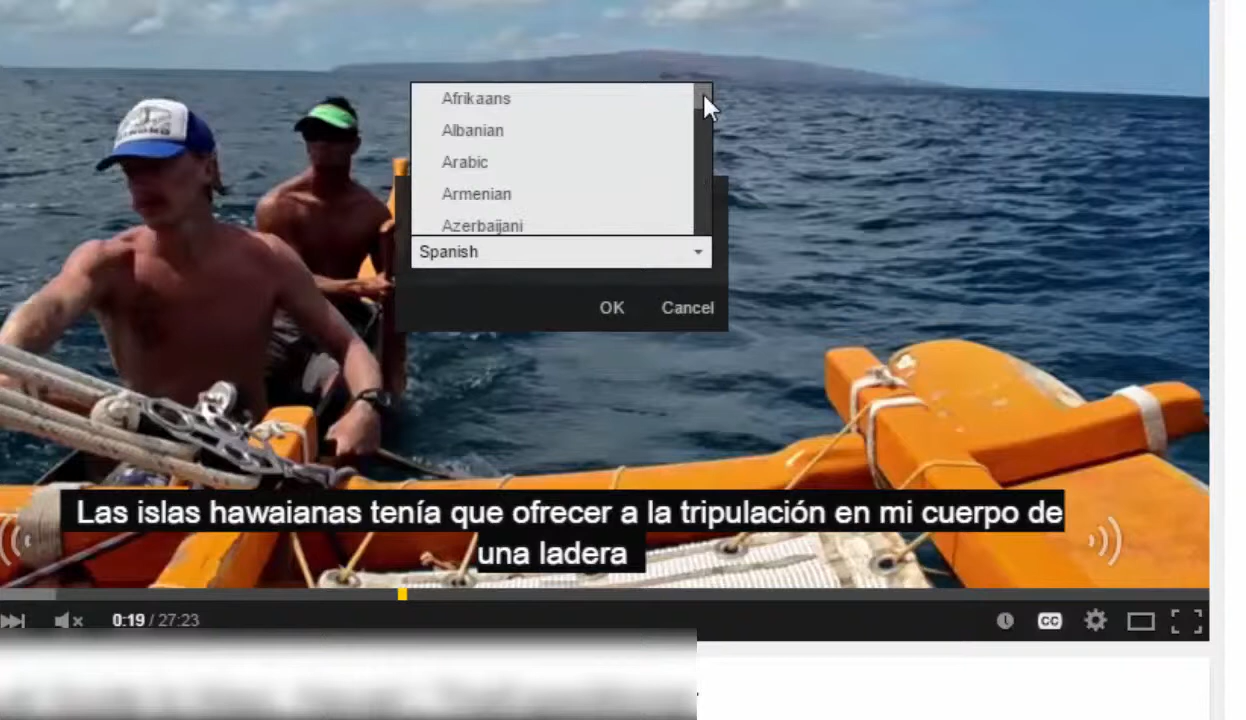 Afrikaans
Albanian
Arabic
Armenian
Azerbaijani
Spanish
OK Cancel
Las islas hawaianas tenía que ofrecer a la tripulación en mi cuerpo de
una ladera
0:19 / 27:23
CC